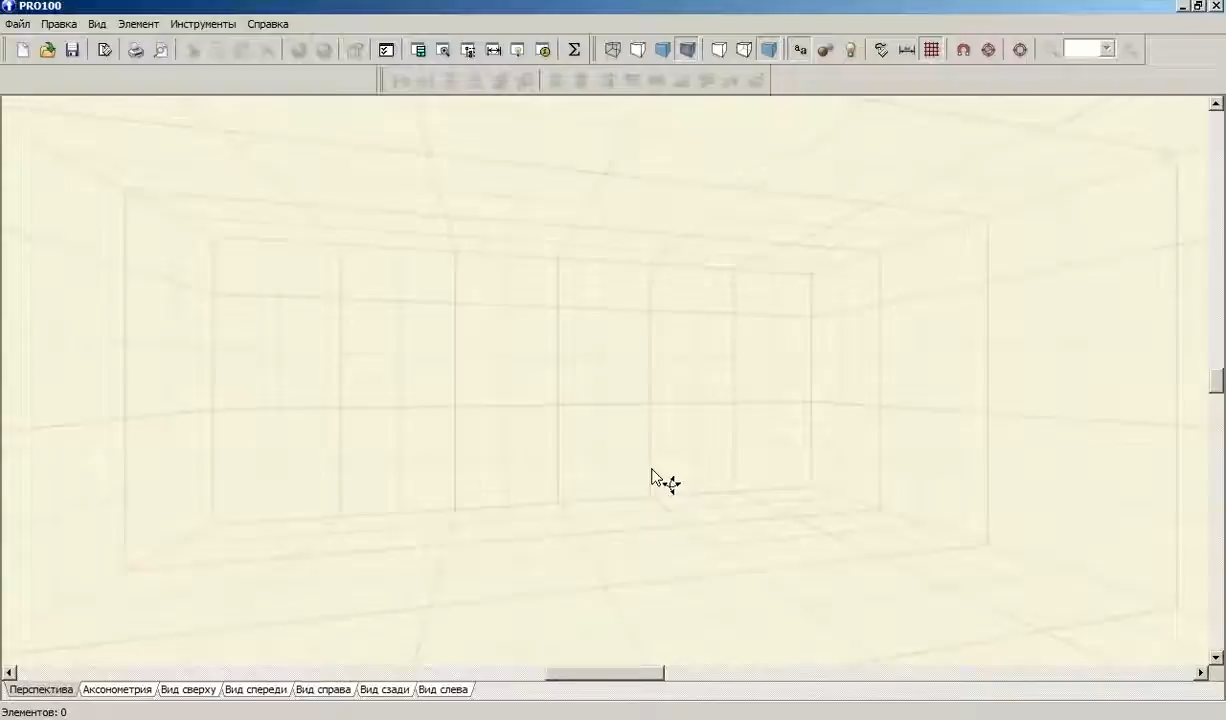 PRO100
Файл Правка Вид Элемент Инструменты Справка
aa Σ
Перспектива Аксонометрия Вид сверху Вид спереди Вид справа Вид сзади Вид слева
Элементов: 0